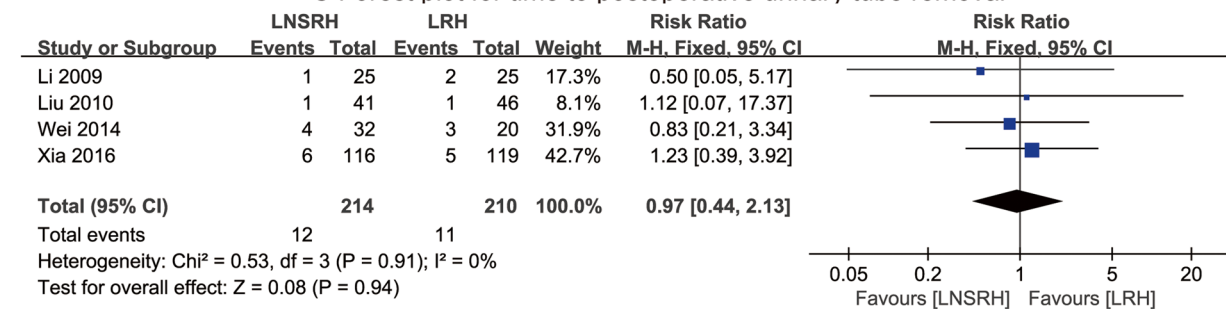 LNSRH LRH Risk Ratio Risk Ratio
Study or Subgroup Events Total Events Total Weight M-H, Fixed, 95% CI M-H, Fixed, 95% CI
Li 2009 1 25 2 25 17.3% 0.50 [0.05, 5.17]
Liu 2010 1 41 1 46 8.1% 1.12 [0.07, 17.37]
Wei 2014 4 32 3 20 31.9% 0.83 [0.21, 3.34]
Xia 2016 6 116 5 119 42.7% 1.23 [0.39, 3.92]
Total (95% CI) 214 210 100.0% 0.97 [0.44, 2.13]
Total events 12 11
Heterogeneity: Chi² = 0.53, df = 3 (P = 0.91); I² = 0%
Test for overall effect: Z = 0.08 (P = 0.94)
0.05 0.2 1 5 20
Favours [LNSRH] Favours [LRH]